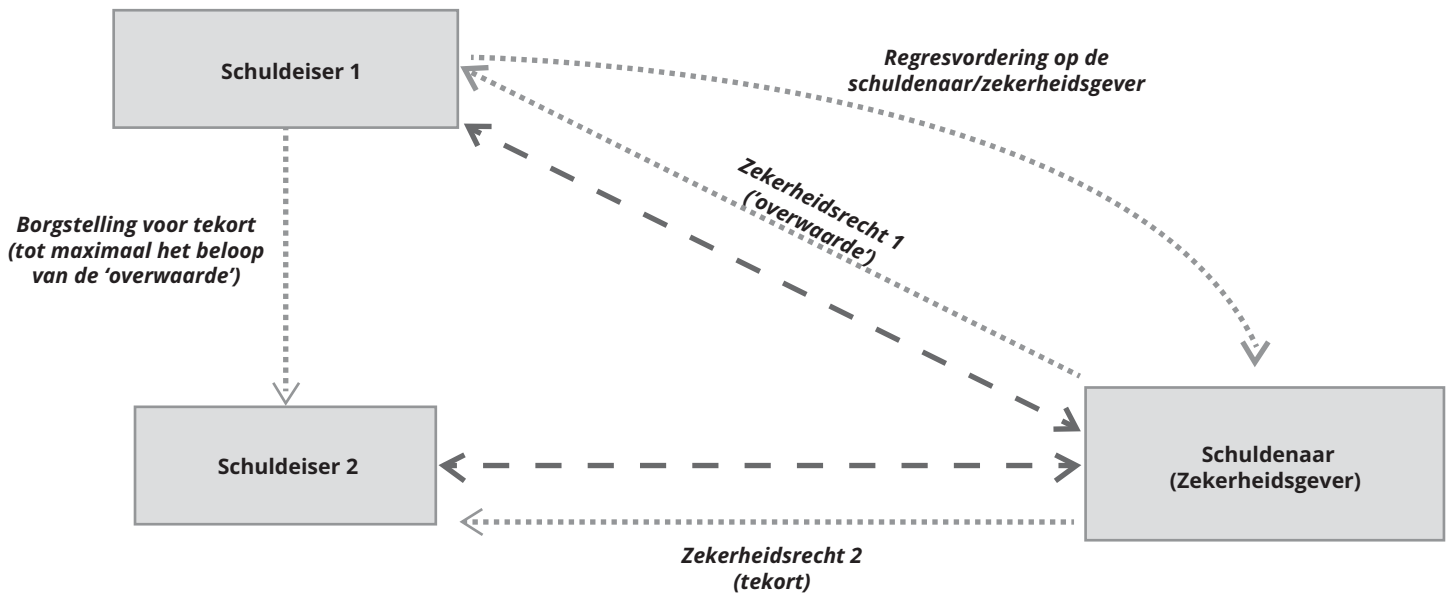 Schuldeiser 1
Regresvordering op de
schuldenaar/zekerheidsgever
Zekerheidsrecht 1
(‘overwaarde’)
Borgstelling voor tekort
(tot maximaal het beloop
van de ‘overwaarde’)
Schuldeiser 2
Schuldenaar
(Zekerheidsgever)
Zekerheidsrecht 2
(tekort)